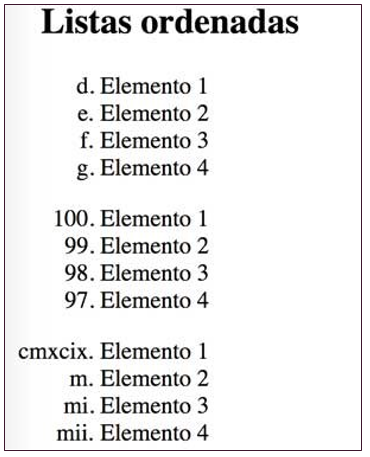 Listas ordenadas
d. Elemento 1
e. Elemento 2
f. Elemento 3
g. Elemento 4
100. Elemento 1
99. Elemento 2
98. Elemento 3
97. Elemento 4
cmxcix. Elemento 1
m. Elemento 2
mi. Elemento 3
mii. Elemento 4